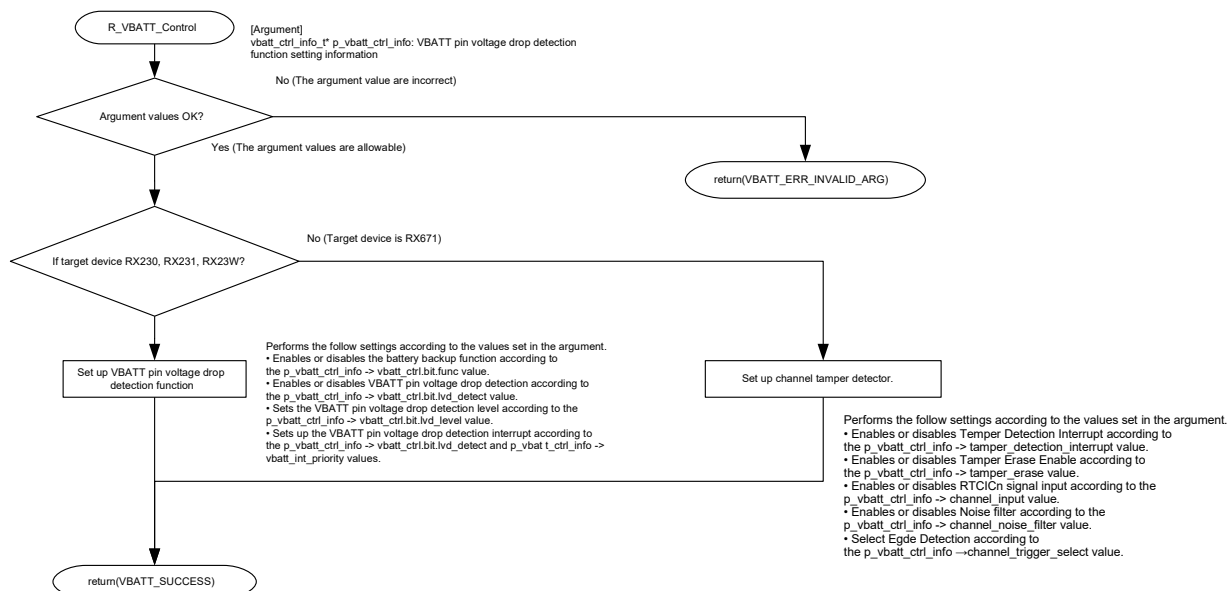 R_VBATT_Control
[Argument]
vbatt_ctrl_info_t* p_vbatt_ctrl_info: VBATT pin voltage drop detection
function setting information
No (The argument value are incorrect)
Argument values OK?
Yes (The argument values are allowable)
return(VBATT_ERR_INVALID_ARG)
No (Target device is RX671)
If target device RX230, RX231, RX23W?
Performs the follow settings according to the values set in the argument.
• Enables or disables the battery backup function according to
the p_vbatt_ctrl_info -> vbatt_ctrl.bit.func value.
• Enables or disables VBATT pin voltage drop detection according to
the p_vbatt_ctrl_info -> vbatt_ctrl.bit.lvd_detect value.
• Sets the VBATT pin voltage drop detection level according to the
p_vbatt_ctrl_info -> vbatt_ctrl.bit.lvd_level value.
• Sets up the VBATT pin voltage drop detection interrupt according to
the p_vbatt_ctrl_info -> vbatt_ctrl.bit.lvd_detect and p_vbat t_ctrl_info ->
vbatt_int_priority values.
Set up VBATT pin voltage drop
detection function
Set up channel tamper detector.
Performs the follow settings according to the values set in the argument.
• Enables or disables Temper Detection Interrupt according to
the p_vbatt_ctrl_info -> tamper_detection_interrupt value.
• Enables or disables Tamper Erase Enable according to
the p_vbatt_ctrl_info -> tamper_erase value.
• Enables or disables RTCICn signal input according to the
p_vbatt_ctrl_info -> channel_input value.
• Enables or disables Noise filter according to the
p_vbatt_ctrl_info -> channel_noise_filter value.
• Select Egde Detection according to
the p_vbatt_ctrl_info →channel_trigger_select value.
return(VBATT_SUCCESS)